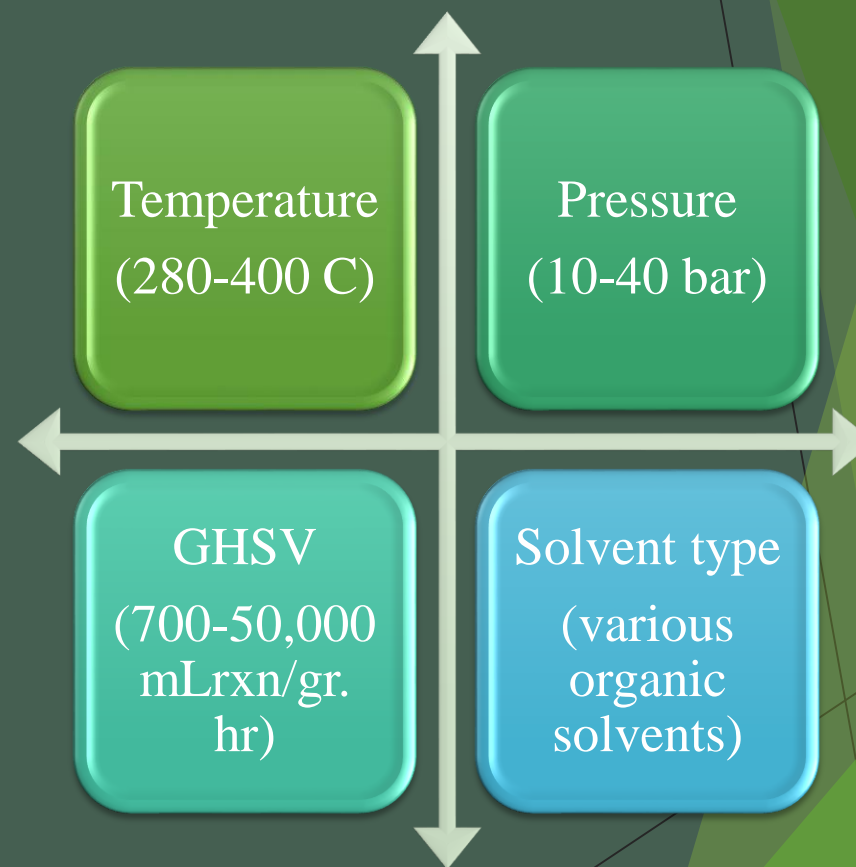 Temperature
(280-400 C)
Pressure
(10-40 bar)
GHSV
(700-50,000
mLrxn/gr.
hr)
Solvent type
(various
organic
solvents)